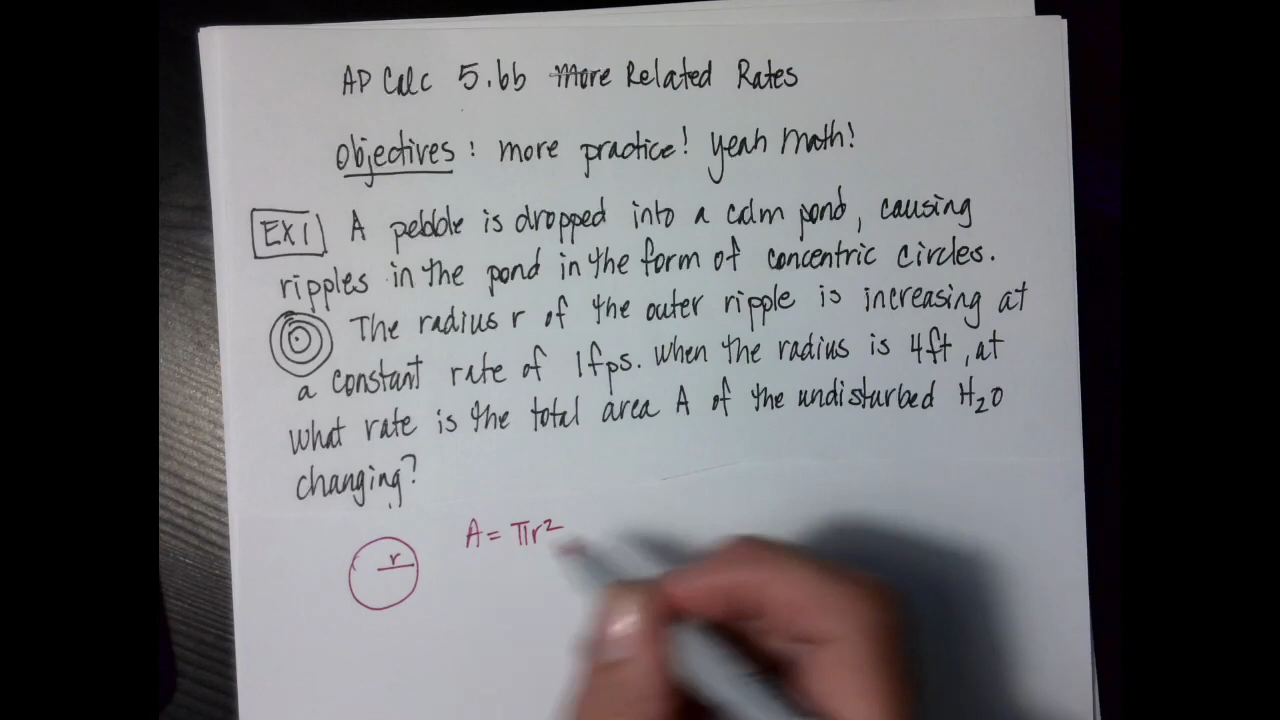 AP Calc 5.6b More Related Rates
Objectives: more practice! Yeah Math!
EX1 A pebble is dropped into a calm pond, causing
ripples in the pond in the form of concentric circles.
The radius r of the outer ripple is increasing at
a constant rate of 1fps. When the radius is 4ft, at
what rate is the total area A of the undisturbed H₂O
changing?
r
A = πr²